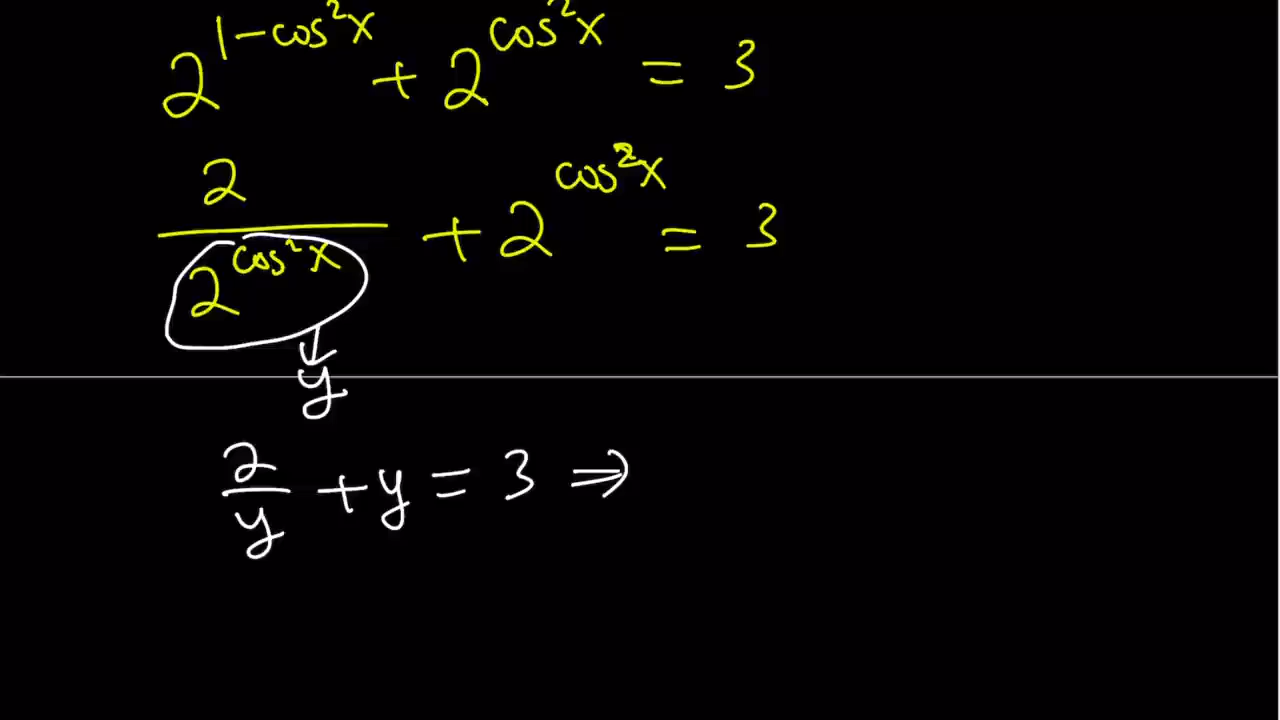 2^{1-cos²x} + 2^{cos²x} = 3
2/2^{cos²x} + 2^{cos²x} = 3
y
2/y + y = 3 ⇒